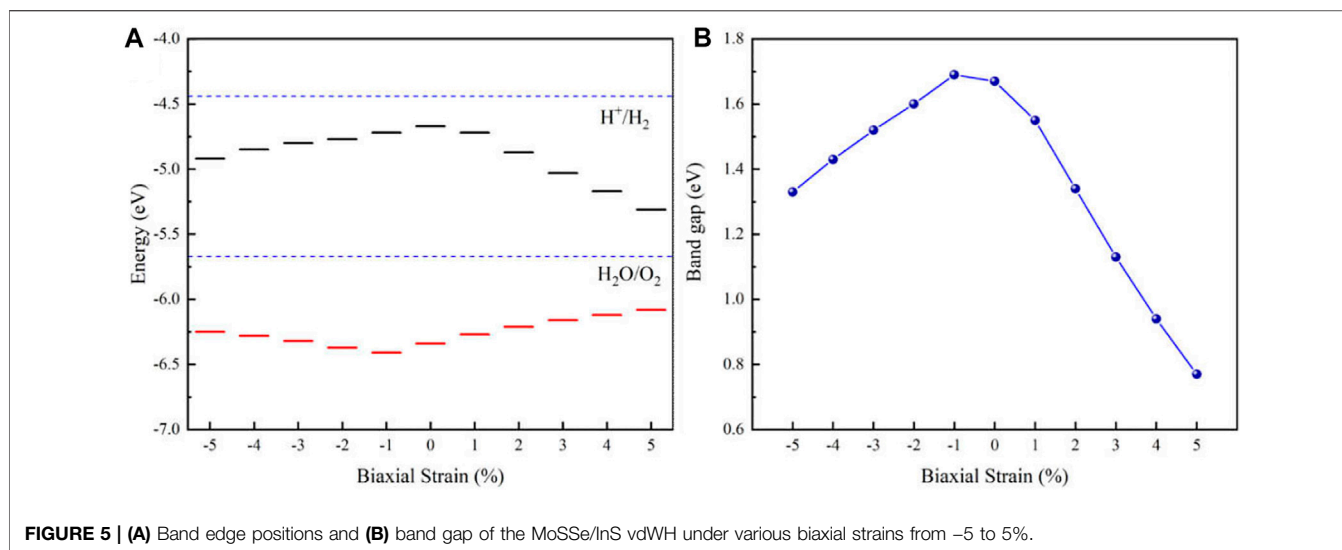 A
B
-4.0
-4.5
-5.0
-5.5
-6.0
-6.5
-7.0
Energy (eV)
H⁺/H₂
H₂O/O₂
-5 -4 -3 -2 -1 0 1 2 3 4 5
Biaxial Strain (%)
1.8
1.6
1.4
1.2
1.0
0.8
0.6
Band gap (eV)
-5 -4 -3 -2 -1 0 1 2 3 4 5
Biaxial Strain (%)
FIGURE 5 | (A) Band edge positions and (B) band gap of the MoSSe/InS vdWH under various biaxial strains from −5 to 5%.